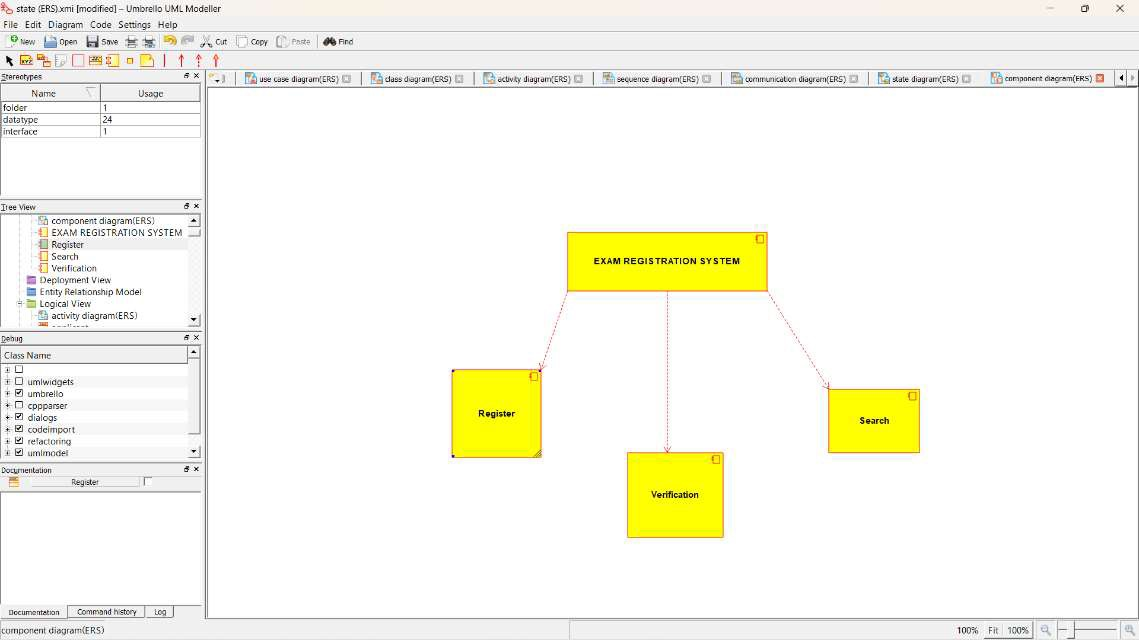 state (ERS).xmi [modified] – Umbrello UML Modeller
File Edit Diagram Code Settings Help
New Open Save Cut Copy Paste Find
XYZ
Stereotypes
Name Usage
folder 1
datatype 24
interface 1
use case diagram(ERS) class diagram(ERS) activity diagram(ERS) sequence diagram(ERS) communication diagram(ERS) state diagram(ERS) component diagram(ERS)
Tree View
component diagram(ERS)
EXAM REGISTRATION SYSTEM
Register
Search
Verification
Deployment View
Entity Relationship Model
Logical View
activity diagram(ERS)
Debug
Class Name
umlwidgets
umbrello
cppparser
dialogs
codeimport
refactoring
umlmodel
Documentation
Register
EXAM REGISTRATION SYSTEM
Register
Search
Verification
Documentation Command history Log
component diagram(ERS)
100% Fit 100%